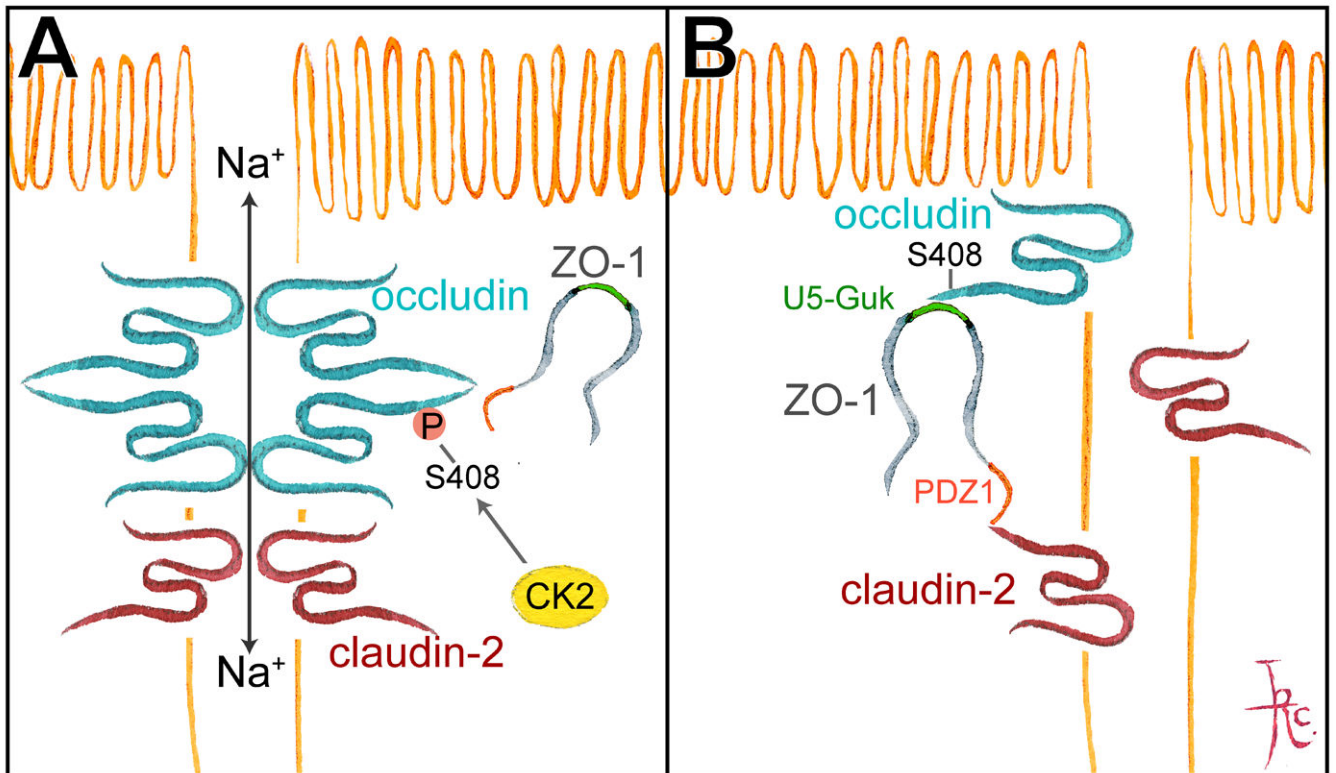 A
Na⁺
occludin
ZO-1
P
S408
CK2
claudin-2
Na⁺
B
occludin
S408
U5-Guk
ZO-1
PDZ1
claudin-2